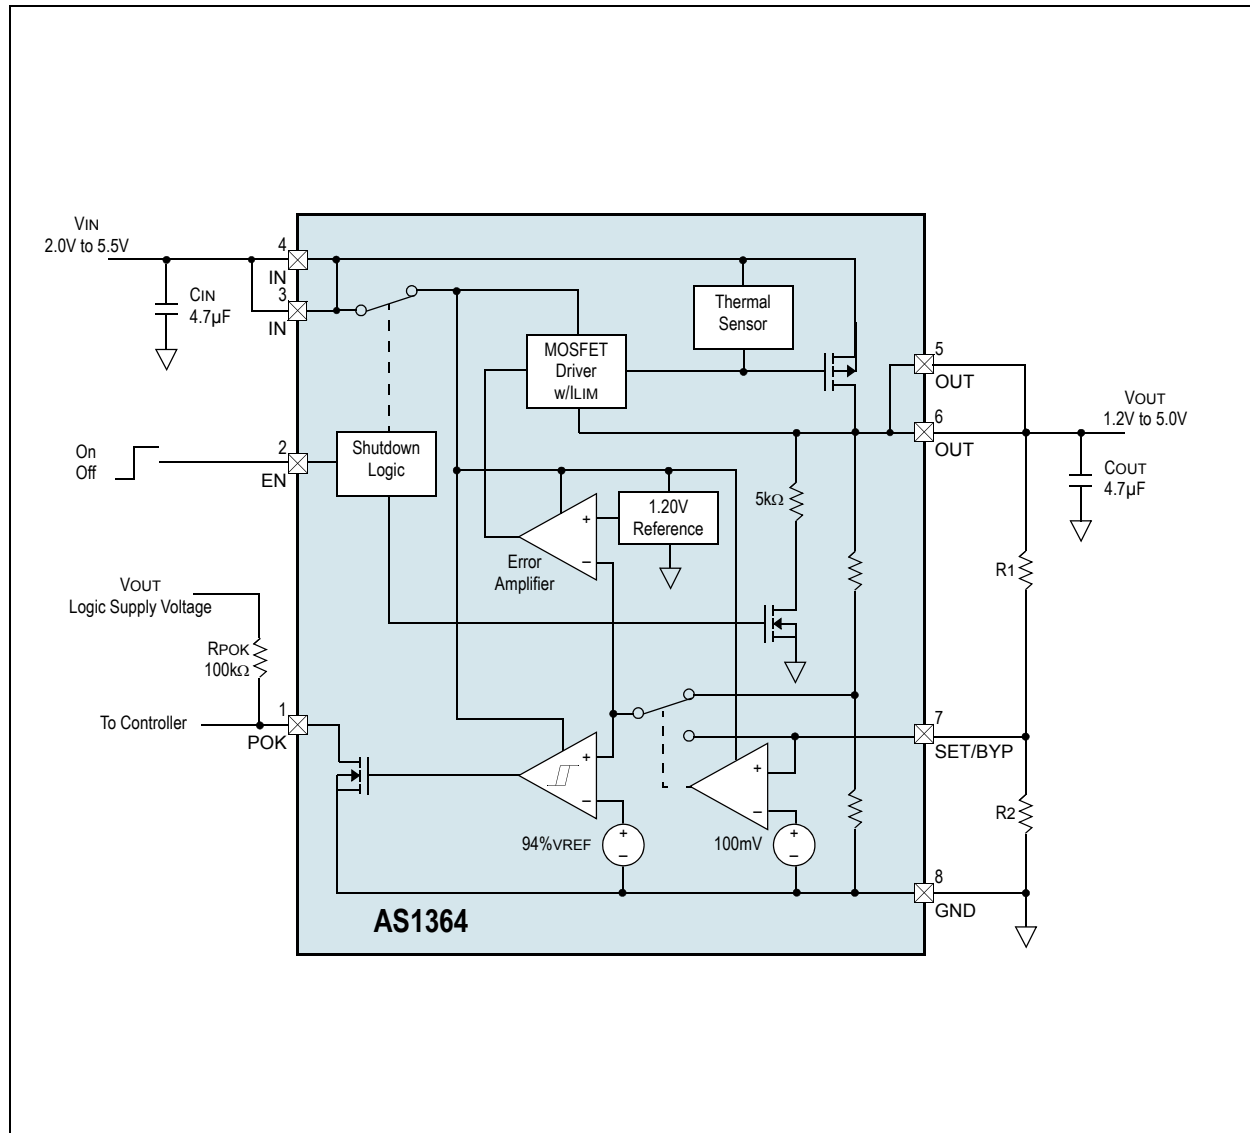 VIN
2.0V to 5.5V
4
IN
3
IN
CIN
4.7µF
Thermal
Sensor
MOSFET
Driver
w/ILIM
5
OUT
6
OUT
VOUT
1.2V to 5.0V
COUT
4.7µF
On
Off
2
EN
Shutdown
Logic
5kΩ
+
−
1.20V
Reference
Error
Amplifier
R1
VOUT
Logic Supply Voltage
RPOK
100kΩ
To Controller
1
POK
7
SET/BYP
+
−
+
−
94%VREF
+
−
100mV
+
−
R2
8
GND
AS1364